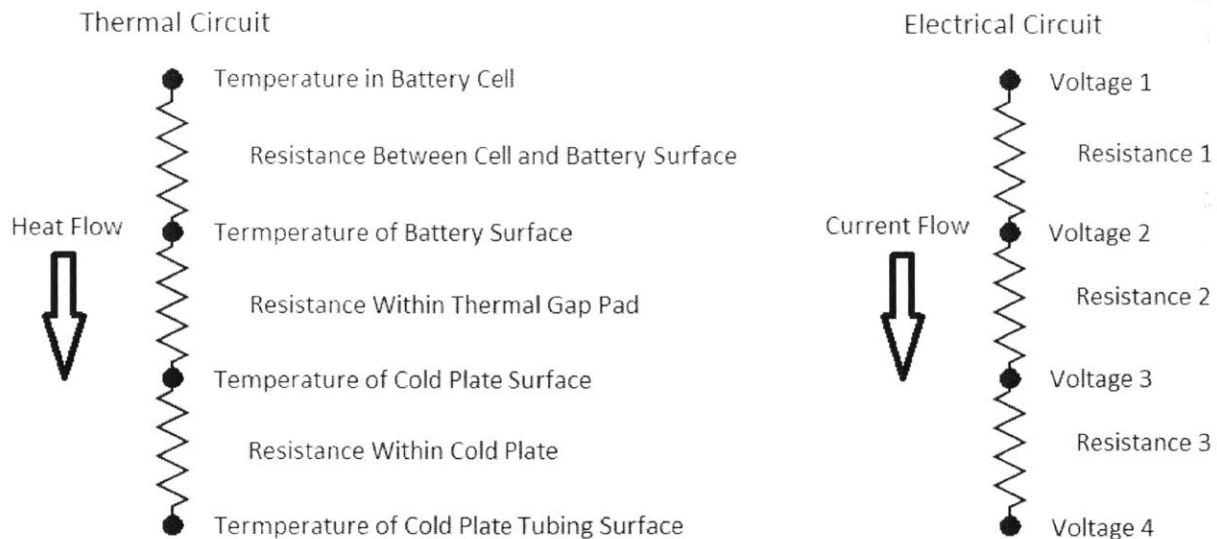 Thermal Circuit
Electrical Circuit
Temperature in Battery Cell
Voltage 1
Resistance Between Cell and Battery Surface
Resistance 1
Heat Flow
Termperature of Battery Surface
Current Flow
Voltage 2
Resistance Within Thermal Gap Pad
Resistance 2
Temperature of Cold Plate Surface
Voltage 3
Resistance Within Cold Plate
Resistance 3
Termperature of Cold Plate Tubing Surface
Voltage 4